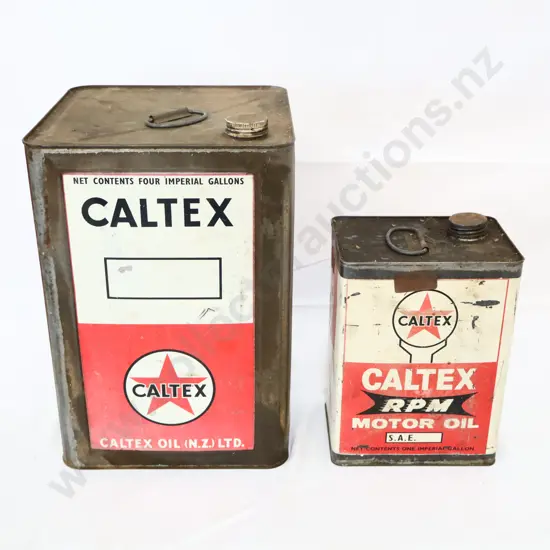 NET CONTENTS FOUR IMPERIAL GALLONS
CALTEX
CALTEX
CALTEX OIL (N.Z.) LTD.
CALTEX
CALTEX
RPM
MOTOR OIL
S.A.E.
NET CONTENTS ONE IMPERIAL GALLON